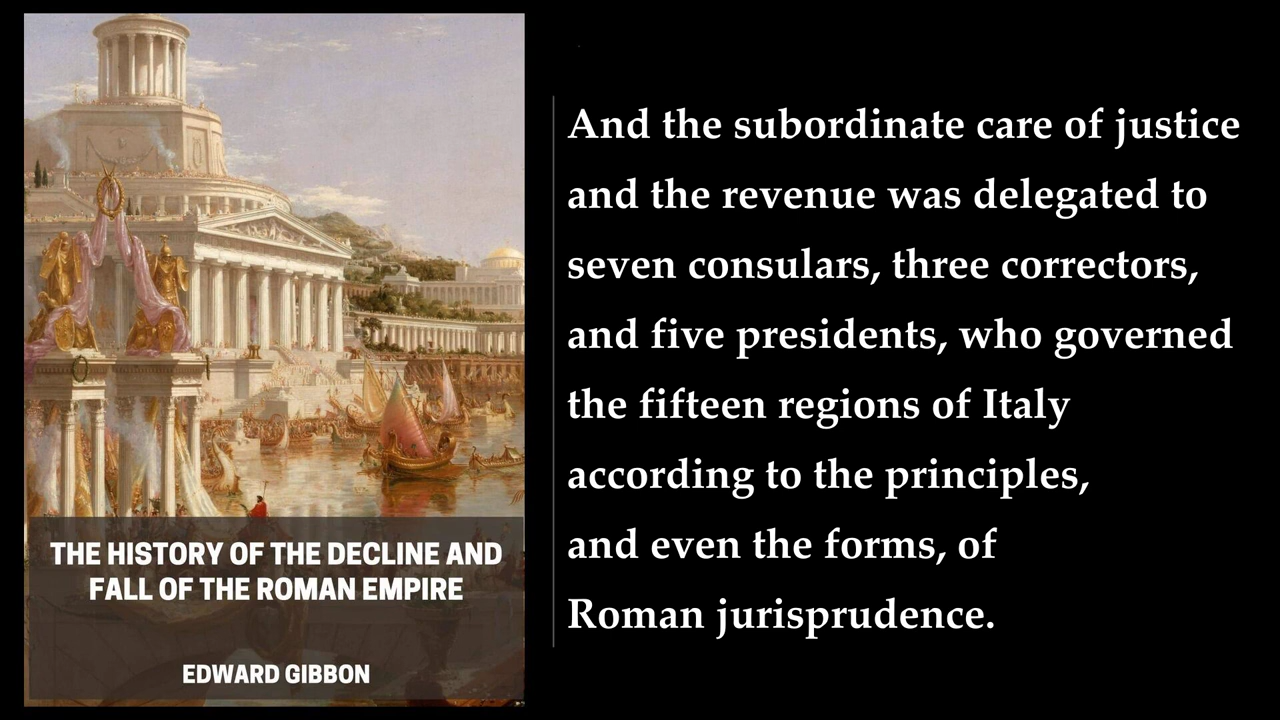 THE HISTORY OF THE DECLINE AND
FALL OF THE ROMAN EMPIRE
EDWARD GIBBON
And the subordinate care of justice
and the revenue was delegated to
seven consulars, three correctors,
and five presidents, who governed
the fifteen regions of Italy
according to the principles,
and even the forms, of
Roman jurisprudence.